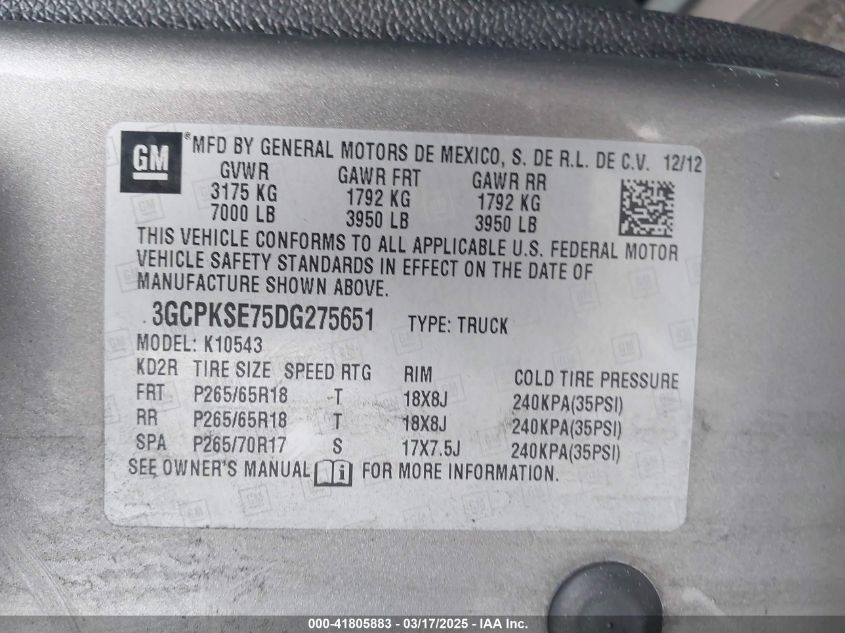 GM
®MFD BY GENERAL MOTORS DE MEXICO, S. DE R.L. DE C.V. 12/12
GVWR GAWR FRT GAWR RR
3175 KG 1792 KG 1792 KG
7000 LB 3950 LB 3950 LB
THIS VEHICLE CONFORMS TO ALL APPLICABLE U.S. FEDERAL MOTOR
VEHICLE SAFETY STANDARDS IN EFFECT ON THE DATE OF
MANUFACTURE SHOWN ABOVE.
3GCPKSE75DG275651 TYPE: TRUCK
MODEL: K10543
KD2R TIRE SIZE SPEED RTG RIM COLD TIRE PRESSURE
FRT P265/65R18 T 18X8J 240KPA(35PSI)
RR P265/65R18 T 18X8J 240KPA(35PSI)
SPA P265/70R17 S 17X7.5J 240KPA(35PSI)
SEE OWNER'S MANUAL i FOR MORE INFORMATION.
000-41805883 - 03/17/2025 - IAA Inc.